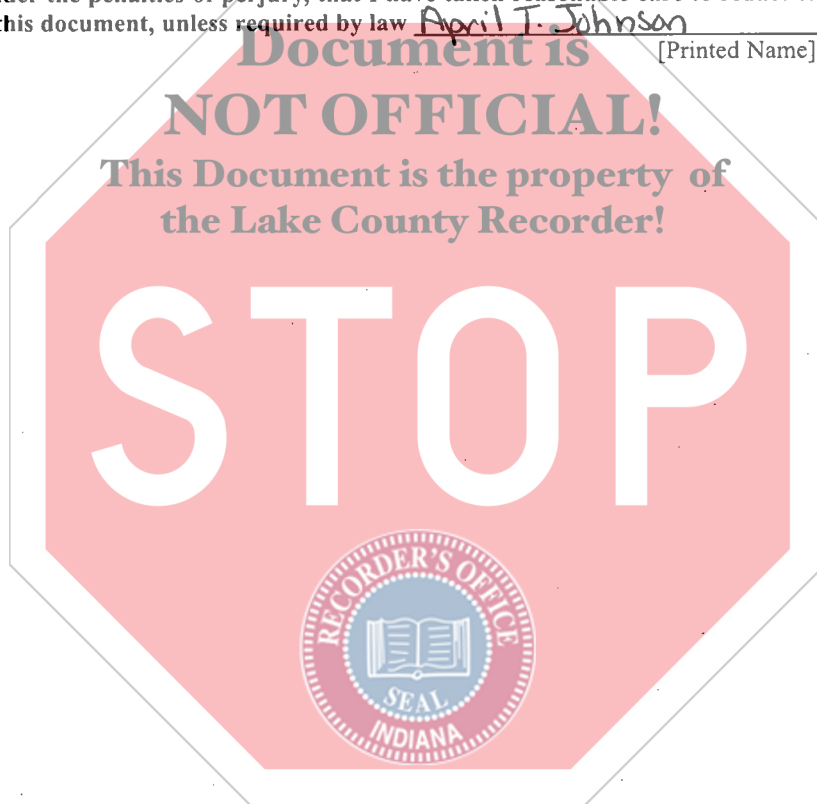 this document, unless required by law April T. Johnson
[Printed Name]
Document is
NOT OFFICIAL!
This Document is the property of
the Lake County Recorder!
STOP
RECORDER'S OFFICE
SEAL
INDIANA